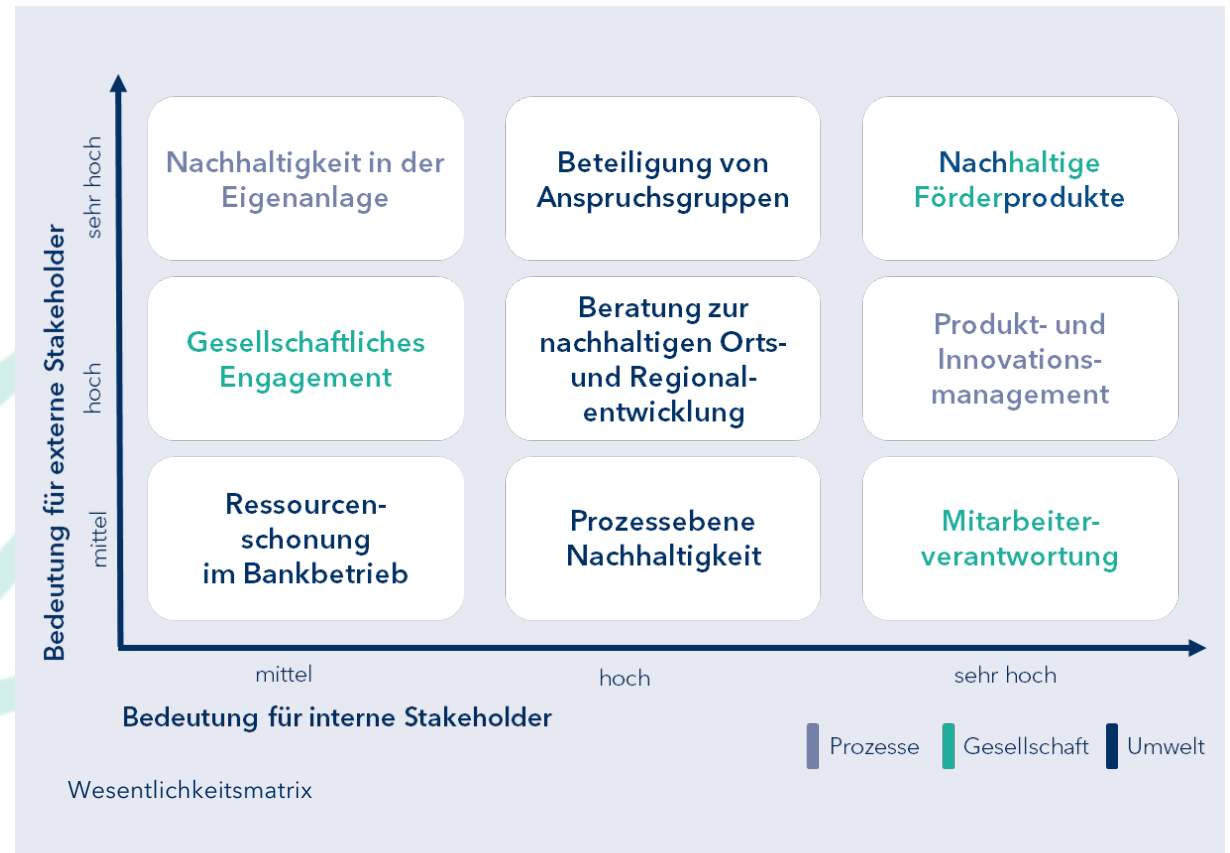 Bedeutung für externe Stakeholder
sehr hoch
hoch
mittel
Nachhaltigkeit in der
Eigenanlage
Beteiligung von
Anspruchsgruppen
Nachhaltige
Förderprodukte
Gesellschaftliches
Engagement
Beratung zur
nachhaltigen Orts-
und Regional-
entwicklung
Produkt- und
Innovations-
management
Ressourcen-
schonung
im Bankbetrieb
Prozessebene
Nachhaltigkeit
Mitarbeiter-
verantwortung
mittel
hoch
sehr hoch
Bedeutung für interne Stakeholder
Prozesse
Gesellschaft
Umwelt
Wesentlichkeitsmatrix